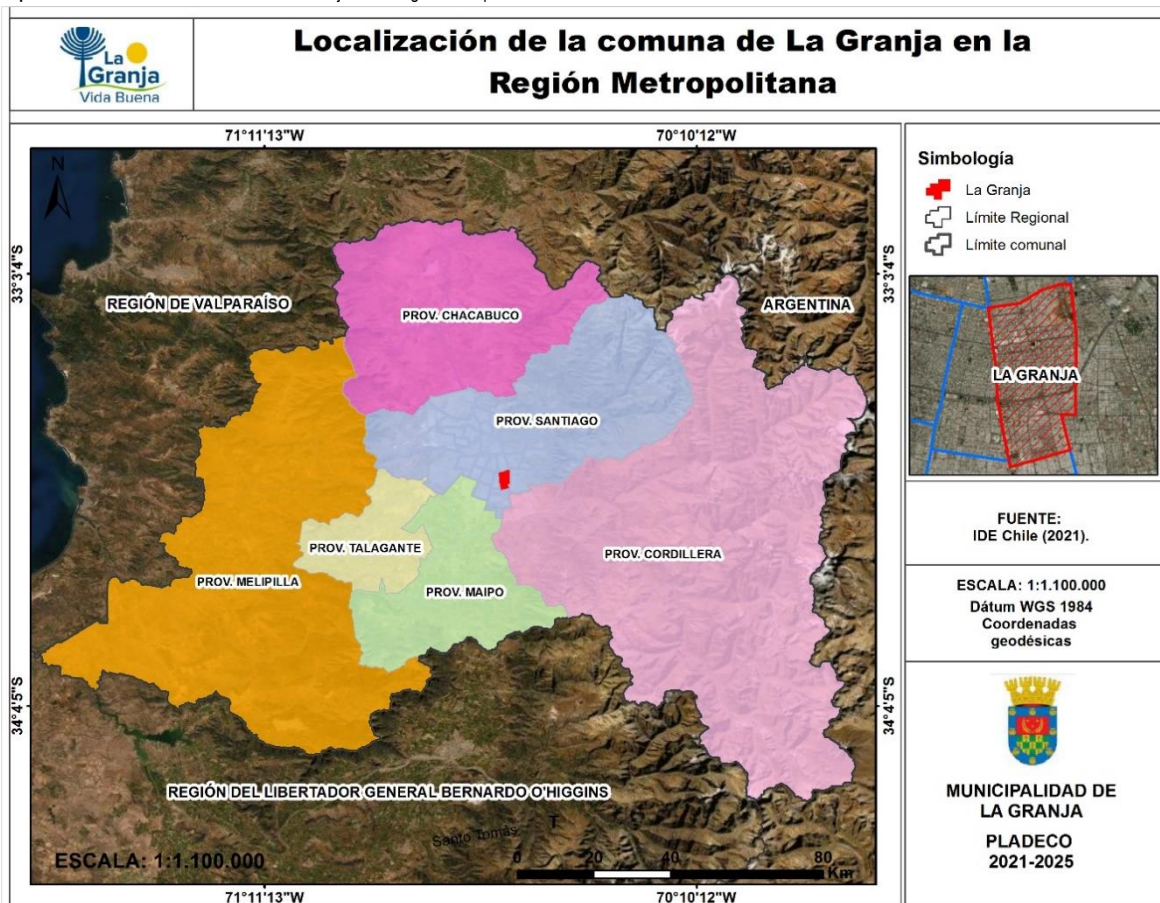 La
Granja
Vida Buena
Localización de la comuna de La Granja en la
Región Metropolitana
71°11'13"W
70°10'12"W
N
33°3'4"S
33°3'4"S
REGIÓN DE VALPARAÍSO
ARGENTINA
PROV. CHACABUCO
PROV. SANTIAGO
PROV. TALAGANTE
PROV. CORDILLERA
PROV. MELIPILLA
PROV. MAIPO
34°4'5"S
34°4'5"S
REGIÓN DEL LIBERTADOR GENERAL BERNARDO O'HIGGINS
Santo Tomás
T
ESCALA: 1:1.100.000
0 20 40 80
Km
71°11'13"W
70°10'12"W
Simbología
La Granja
Límite Regional
Límite comunal
LA GRANJA
FUENTE:
IDE Chile (2021).
ESCALA: 1:1.100.000
Dátum WGS 1984
Coordenadas
geodésicas
MUNICIPALIDAD DE
LA GRANJA
PLADECO
2021-2025